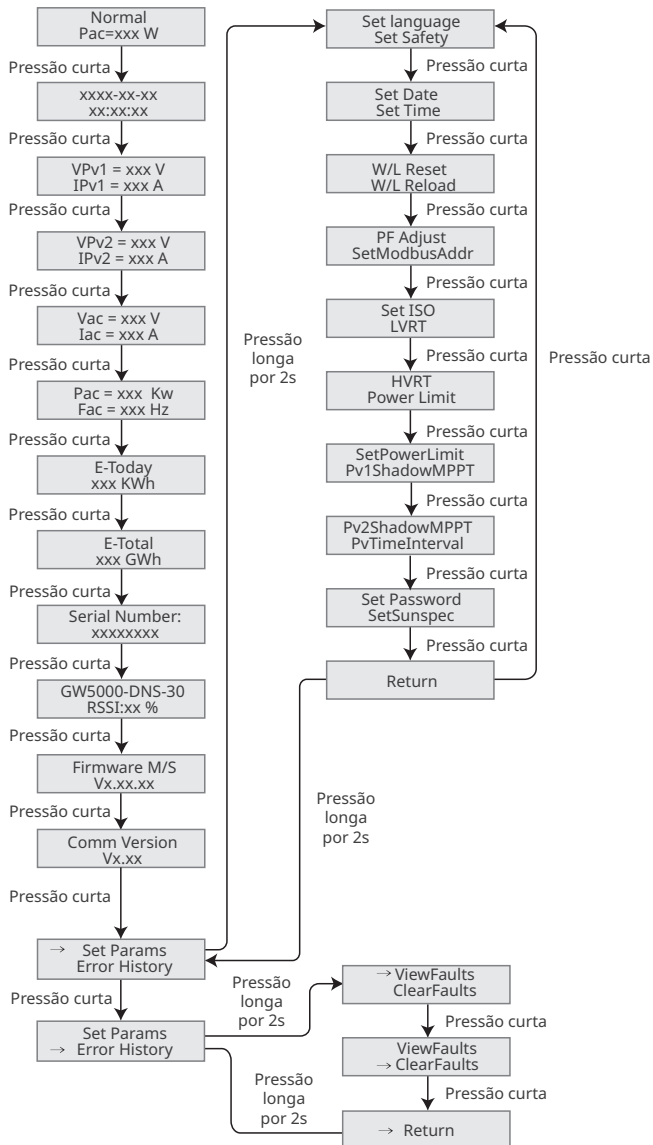 Normal
Pac=xxx W
Pressão curta
xxxx-xx-xx
xx:xx:xx
Pressão curta
VPv1 = xxx V
IPv1 = xxx A
Pressão curta
VPv2 = xxx V
IPv2 = xxx A
Pressão curta
Vac = xxx V
Iac = xxx A
Pressão curta
Pac = xxx Kw
Fac = xxx Hz
Pressão curta
E-Today
xxx KWh
Pressão curta
E-Total
xxx GWh
Pressão curta
Serial Number:
xxxxxxxx
Pressão curta
GW5000-DNS-30
RSSI:xx %
Pressão curta
Firmware M/S
Vx.xx.xx
Pressão curta
Comm Version
Vx.xx
Pressão curta
→ Set Params
Error History
Pressão curta
Set Params
→ Error History
Pressão
longa
por 2s
Set language
Set Safety
Pressão curta
Set Date
Set Time
Pressão curta
W/L Reset
W/L Reload
Pressão curta
PF Adjust
SetModbusAddr
Pressão curta
Set ISO
LVRT
Pressão curta
HVRT
Power Limit
Pressão curta
SetPowerLimit
Pv1ShadowMPPT
Pressão curta
Pv2ShadowMPPT
PvTimeInterval
Pressão curta
Set Password
SetSunspec
Pressão curta
Return
Pressão curta
Pressão
longa
por 2s
Pressão
longa
por 2s
→ ViewFaults
ClearFaults
Pressão curta
ViewFaults
→ ClearFaults
Pressão curta
→ Return
Pressão
longa
por 2s